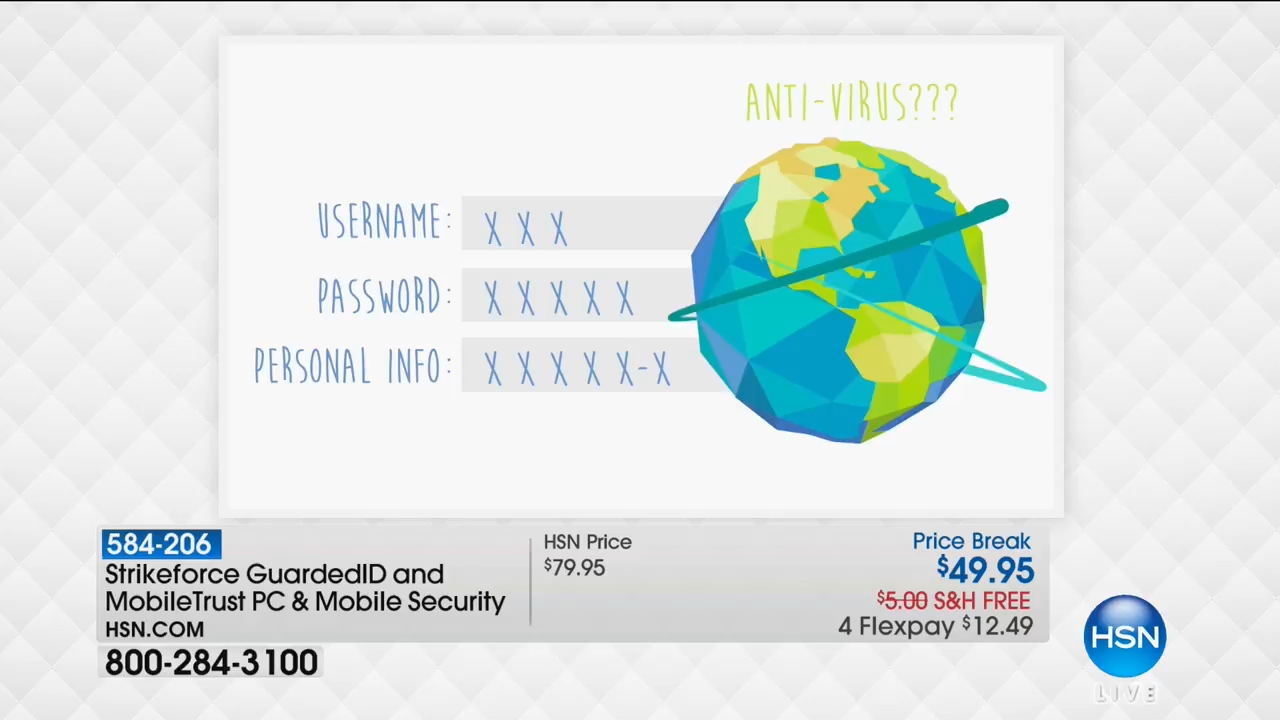 ANTI-VIRUS???
USERNAME: X X X
PASSWORD: X X X X X
PERSONAL INFO: X X X X X-X
584-206
Strikeforce GuardedID and
MobileTrust PC & Mobile Security
HSN.COM
800-284-3100
HSN Price
$79.95
Price Break
$49.95
$5.00 S&H FREE
4 Flexpay $12.49
HSN
LIVE